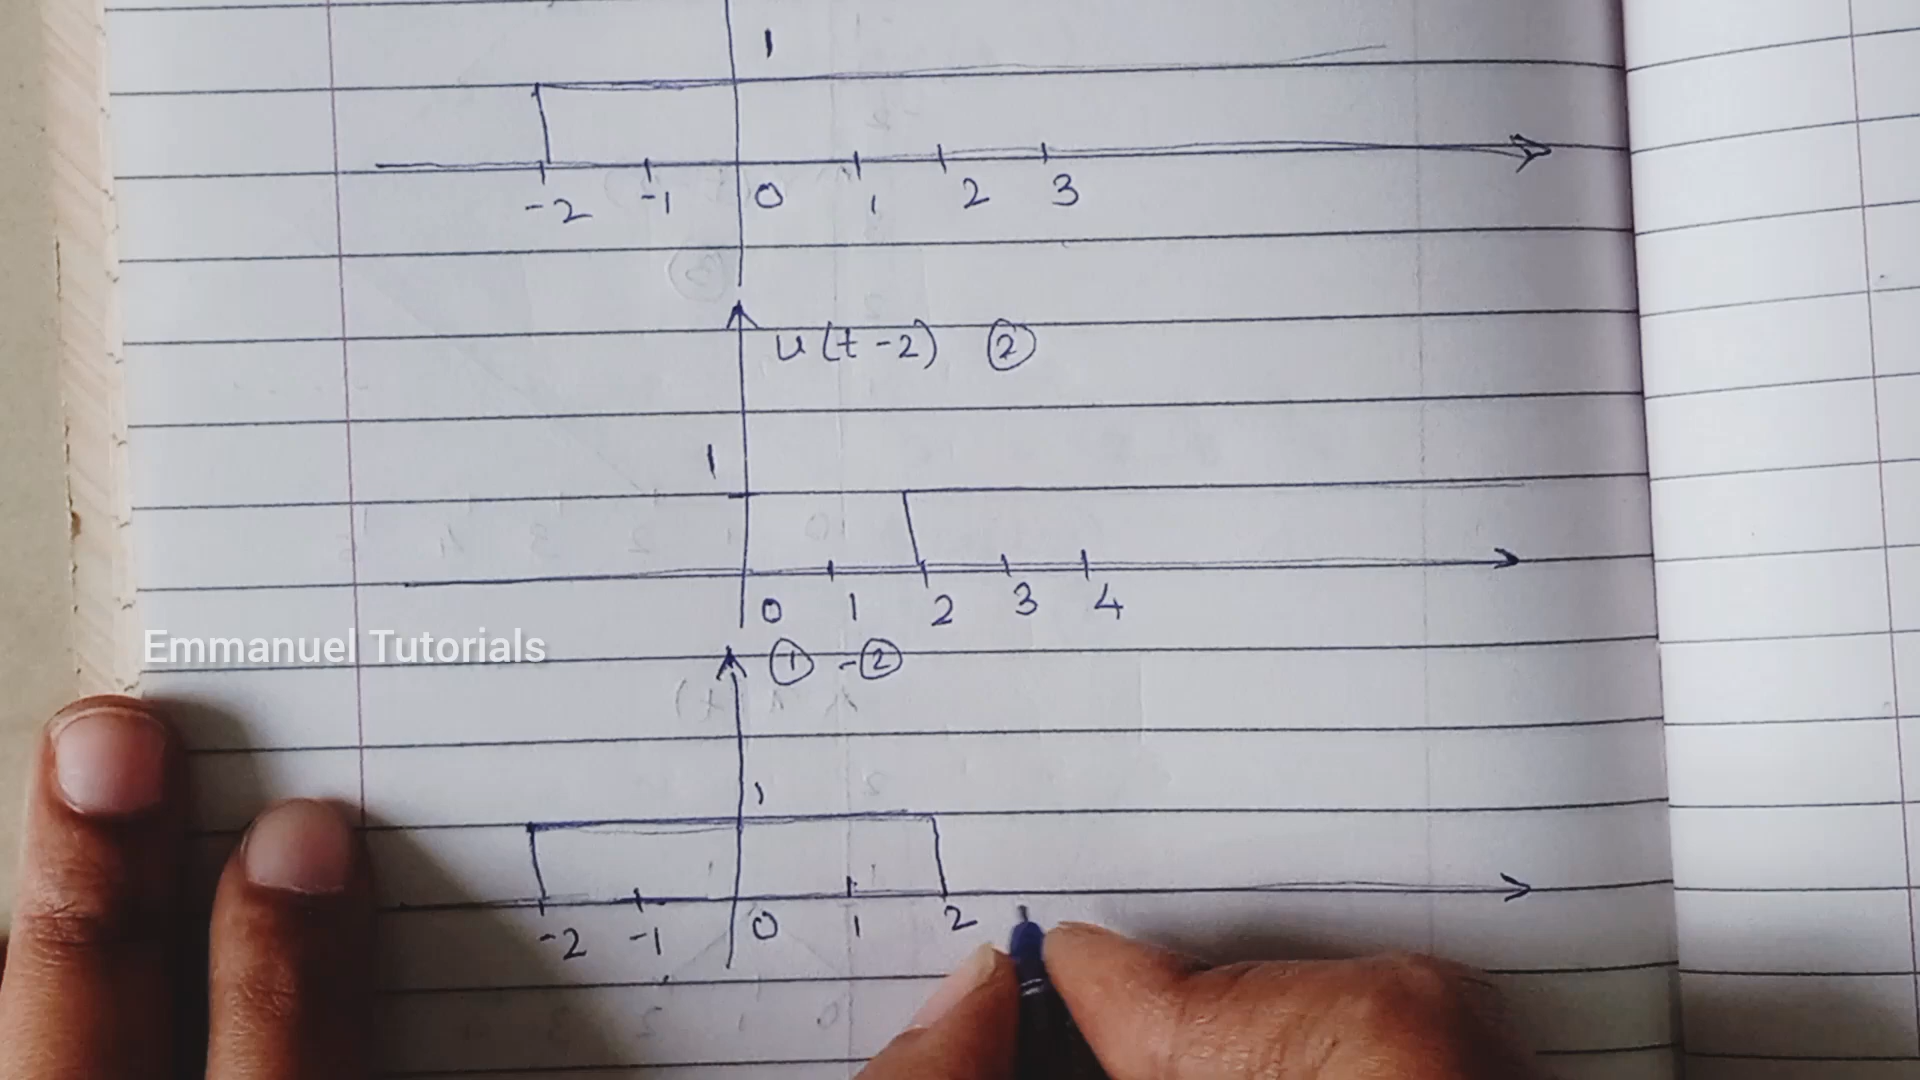 1
-2 -1 0 1 2 3
u(t-2) ②
1
0 1 2 3 4
Emmanuel Tutorials
① -②
1
-2 -1 0 1 2